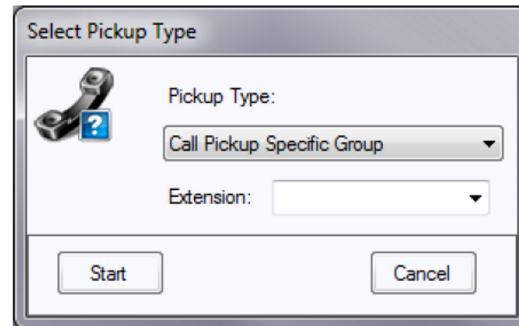 Select Pickup Type
?
Pickup Type:
Call Pickup Specific Group
Extension:
Start Cancel